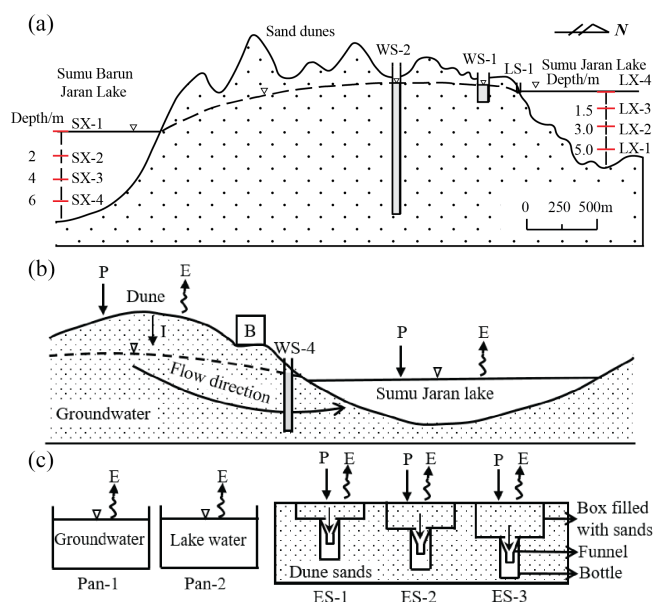 (a)
Sand dunes
WS-2
WS-1
LS-1
N
Sumu Barun
Jaran Lake
Depth/m
SX-1
2 SX-2
4 SX-3
6 SX-4
Sumu Jaran Lake
Depth/m LX-4
1.5 LX-3
3.0 LX-2
5.0 LX-1
0 250 500m
(b)
P
E
Dune
I
B
WS-4
P
E
Flow direction
Sumu Jaran lake
Groundwater
(c)
E
E
P E
P E
P E
Groundwater
Lake water
Box filled
with sands
Funnel
Bottle
Dune sands
Pan-1
Pan-2
ES-1
ES-2
ES-3